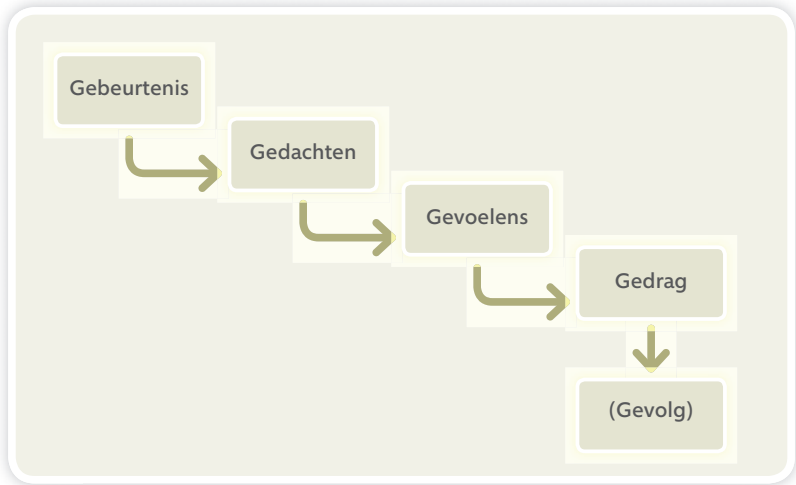 Gebeurtenis
Gedachten
Gevoelens
Gedrag
(Gevolg)